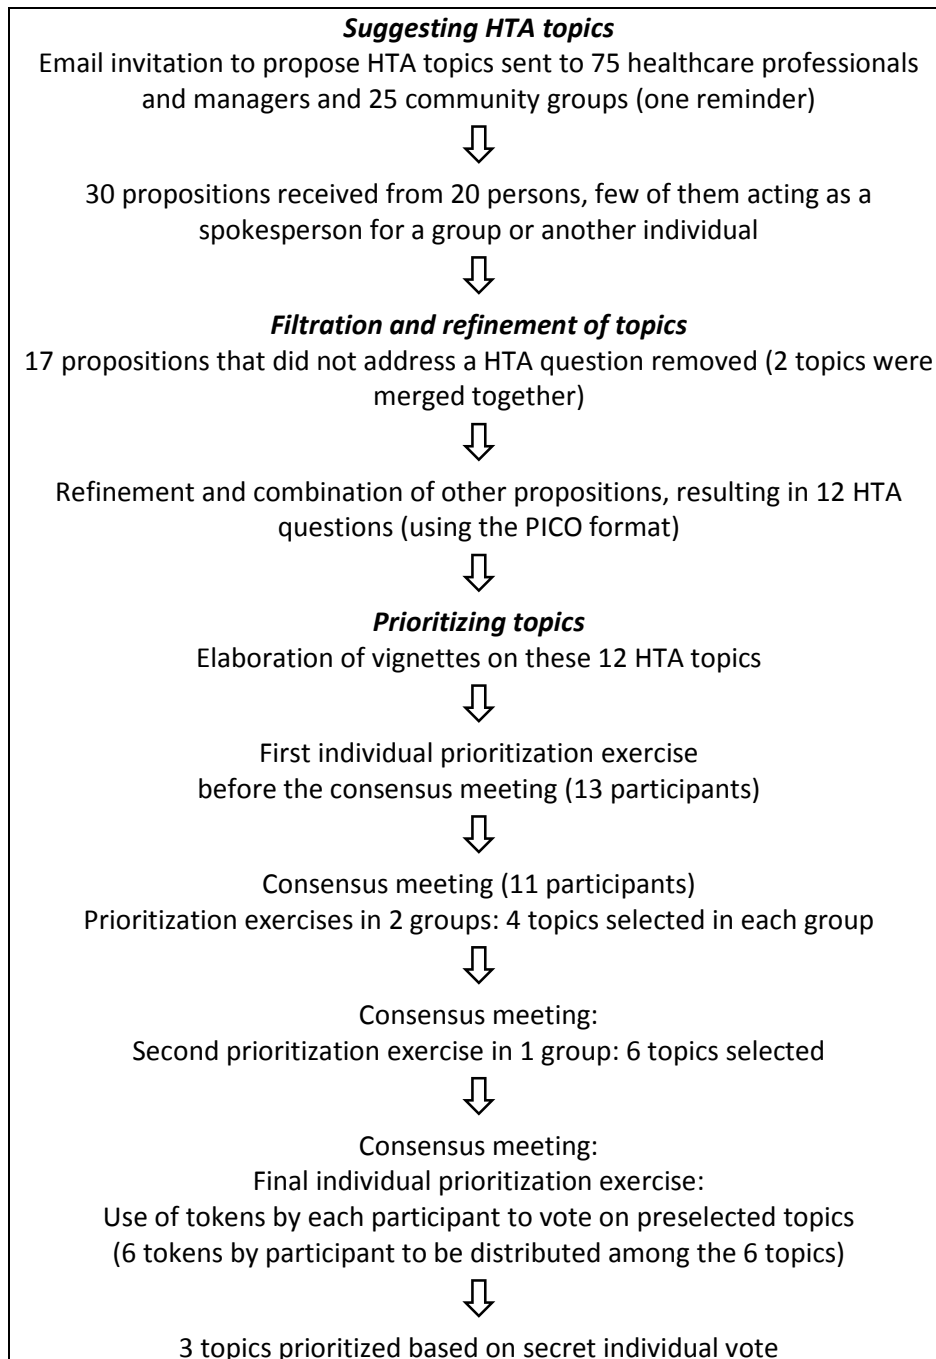 Suggesting HTA topics
Email invitation to propose HTA topics sent to 75 healthcare professionals
and managers and 25 community groups (one reminder)
30 propositions received from 20 persons, few of them acting as a
spokesperson for a group or another individual
Filtration and refinement of topics
17 propositions that did not address a HTA question removed (2 topics were
merged together)
Refinement and combination of other propositions, resulting in 12 HTA
questions (using the PICO format)
Prioritizing topics
Elaboration of vignettes on these 12 HTA topics
First individual prioritization exercise
before the consensus meeting (13 participants)
Consensus meeting (11 participants)
Prioritization exercises in 2 groups: 4 topics selected in each group
Consensus meeting:
Second prioritization exercise in 1 group: 6 topics selected
Consensus meeting:
Final individual prioritization exercise:
Use of tokens by each participant to vote on preselected topics
(6 tokens by participant to be distributed among the 6 topics)
3 topics prioritized based on secret individual vote